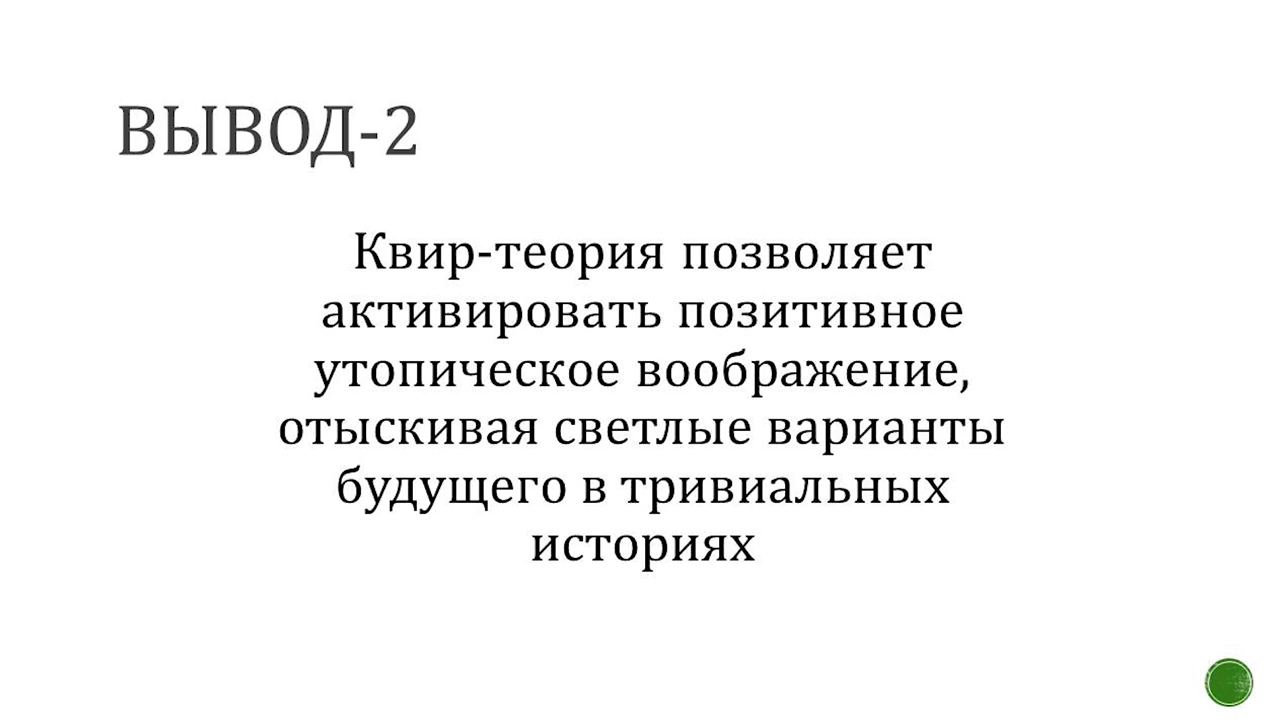 ВЫВОД-2
Квир-теория позволяет
активировать позитивное
утопическое воображение,
отыскивая светлые варианты
будущего в тривиальных
историях